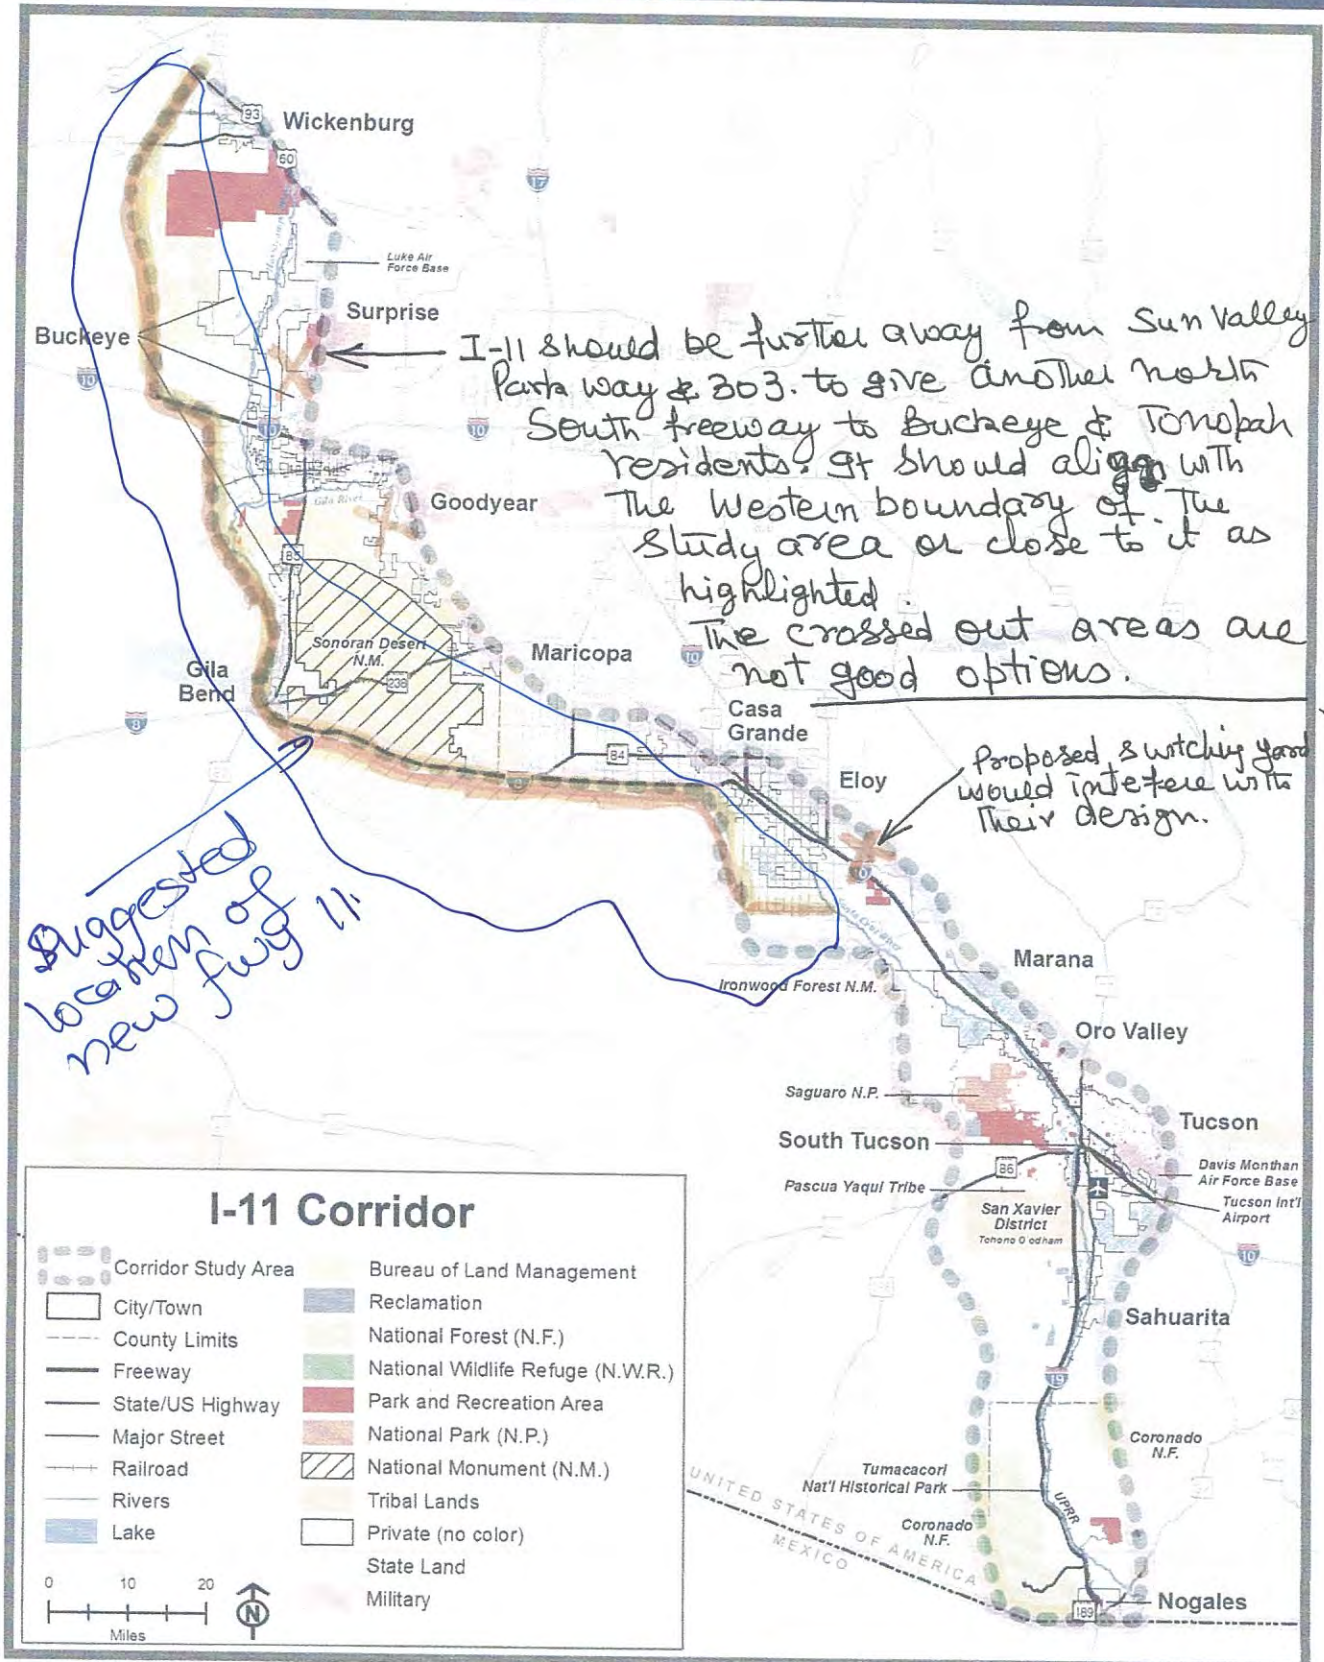 93
Wickenburg
60
17
Luke Air
Force Base
Surprise
Buckeye
10
I-11 should be further away from Sun Valley
Park way & 303. to give another north
South freeway to Buckeye & Tonopah
residents. It should align with
The Western boundary of The
study area or close to it as
highlighted.
The crossed out areas are
not good options.
10
10
Gila River
Goodyear
85
Sonoran Desert
N.M.
Maricopa
10
Gila
Bend
238
8
Casa
Grande
84
8
Eloy
Proposed switching yard
would intefere with
Their design.
10
Suggested
location of
new fwy 11.
Santa Cruz River
Marana
Ironwood Forest N.M.
Oro Valley
Saguaro N.P.
Tucson
South Tucson
86
Davis Monthan
Air Force Base
Pascua Yaqui Tribe
San Xavier
District
Tohono O odham
Tucson Int'l
Airport
10
Sahuarita
19
Coronado
N.F.
Tumacacori
Nat'l Historical Park
UPRR
Coronado
N.F.
UNITED STATES OF AMERICA
MEXICO
189
Nogales
I-11 Corridor
Corridor Study Area
City/Town
County Limits
Freeway
State/US Highway
Major Street
Railroad
Rivers
Lake
Bureau of Land Management
Reclamation
National Forest (N.F.)
National Wildlife Refuge (N.W.R.)
Park and Recreation Area
National Park (N.P.)
National Monument (N.M.)
Tribal Lands
Private (no color)
State Land
Military
0 10 20
Miles
N